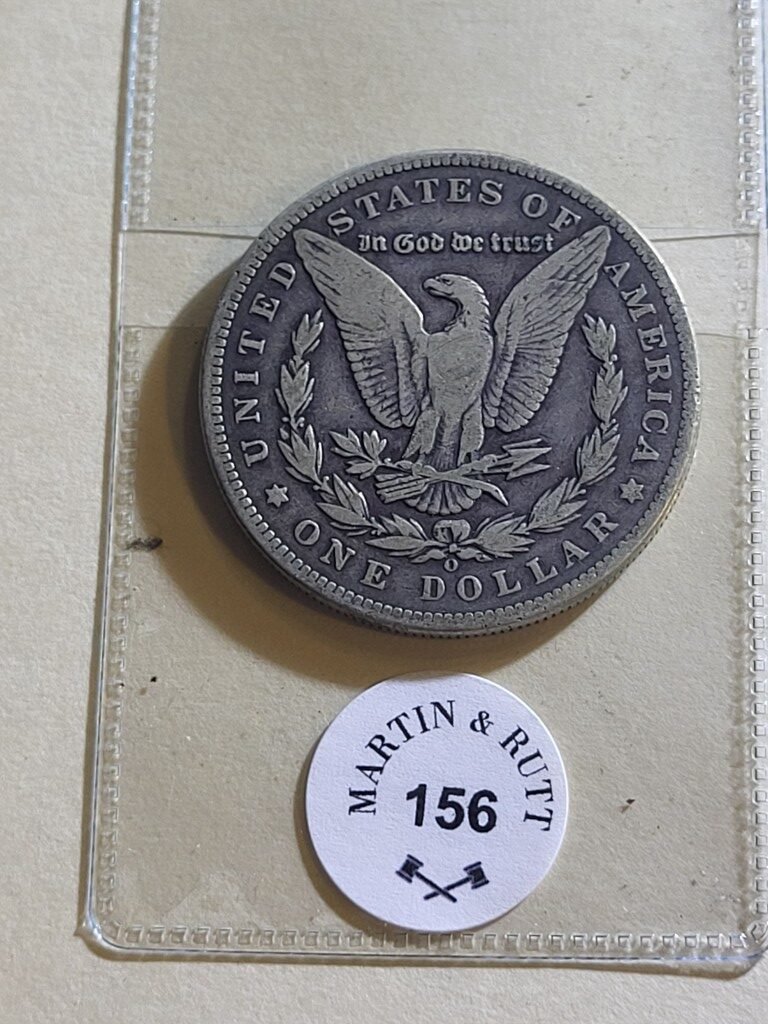 UNITED STATES OF AMERICA
In God we trust
O
ONE DOLLAR
MARTIN & RUTT
156